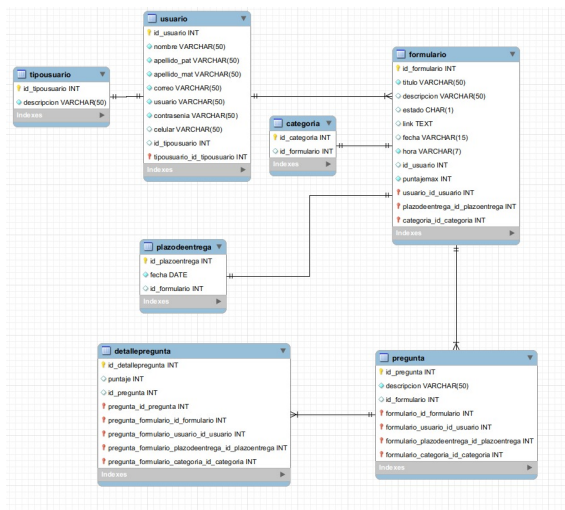 usuario
id_usuario INT
nombre VARCHAR(50)
apellido_pat VARCHAR(50)
apellido_mat VARCHAR(50)
correo VARCHAR(50)
usuario VARCHAR(50)
contrasenia VARCHAR(50)
celular VARCHAR(50)
id_tipousuario INT
tipousuario_id_tipousuario INT
Indexes
tipousuario
id_tipousuario INT
descripcion VARCHAR(50)
Indexes
formulario
id_formulario INT
titulo VARCHAR(50)
descripcion VARCHAR(50)
estado CHAR(1)
link TEXT
fecha VARCHAR(15)
hora VARCHAR(7)
id_usuario INT
puntajemax INT
usuario_id_usuario INT
plazodeentrega_id_plazoentrega INT
categoria_id_categoria INT
Indexes
categoria
id_categoria INT
id_formulario INT
Indexes
plazodeentrega
id_plazoentrega INT
fecha DATE
id_formulario INT
Indexes
detallepregunta
id_detallepregunta INT
puntaje INT
id_pregunta INT
pregunta_id_pregunta INT
pregunta_formulario_id_formulario INT
pregunta_formulario_usuario_id_usuario INT
pregunta_formulario_plazodeentrega_id_plazoentrega INT
pregunta_formulario_categoria_id_categoria INT
Indexes
pregunta
id_pregunta INT
descripcion VARCHAR(50)
id_formulario INT
formulario_id_formulario INT
formulario_usuario_id_usuario INT
formulario_plazodeentrega_id_plazoentrega INT
formulario_categoria_id_categoria INT
Indexes